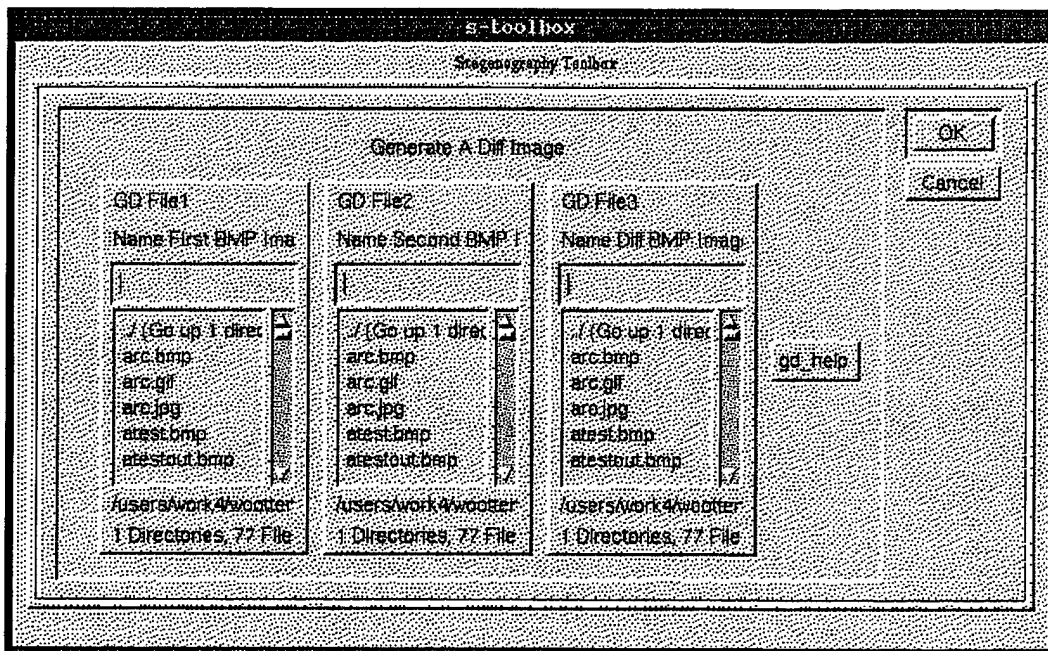 s-toolbox
Steganography Toolbox
Generate A Diff Image
OK
Cancel
GD File1
Name First BMP Ima
./ (Go up 1 direc
arc.bmp
arc.gif
arc.jpg
atest.bmp
atestout.bmp
/users/work4/wootter
1 Directories, 77 File
GD File2
Name Second BMP I
./ (Go up 1 direc
arc.bmp
arc.gif
arc.jpg
atest.bmp
atestout.bmp
/users/work4/wootter
1 Directories, 77 File
GD File3
Name Diff BMP Imag
./ (Go up 1 direc
arc.bmp
arc.gif
arc.jpg
atest.bmp
atestout.bmp
/users/work4/wootter
1 Directories, 77 File
gd_help